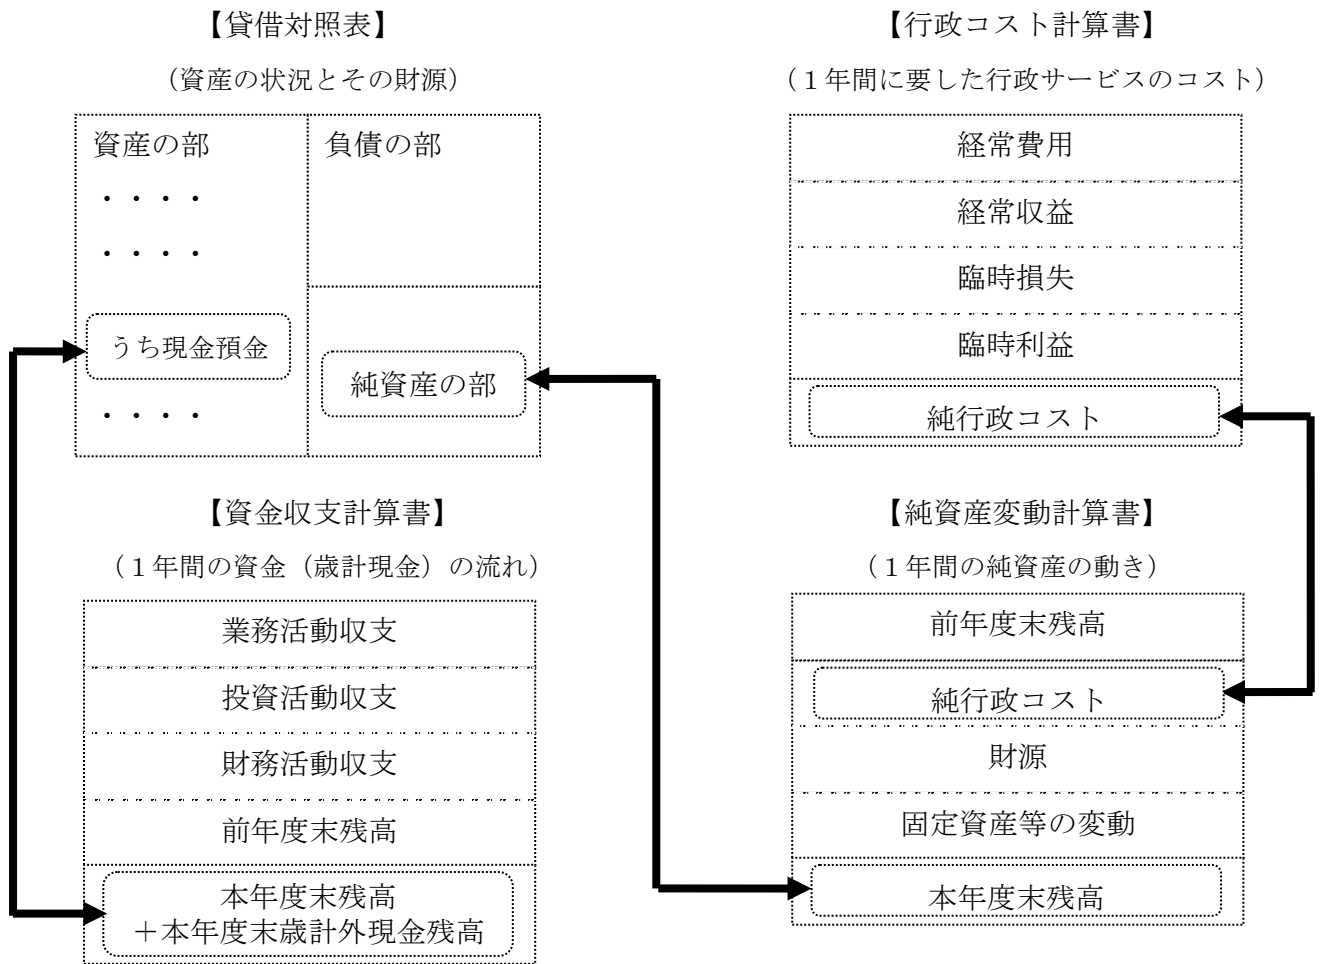 【貸借対照表】
（資産の状況とその財源）
資産の部
・・・・
・・・・
うち現金預金
・・・・
負債の部
純資産の部
【行政コスト計算書】
（１年間に要した行政サービスのコスト）
経常費用
経常収益
臨時損失
臨時利益
純行政コスト
【資金収支計算書】
（１年間の資金（歳計現金）の流れ）
業務活動収支
投資活動収支
財務活動収支
前年度末残高
本年度末残高
＋本年度末歳計外現金残高
【純資産変動計算書】
（１年間の純資産の動き）
前年度末残高
純行政コスト
財源
固定資産等の変動
本年度末残高